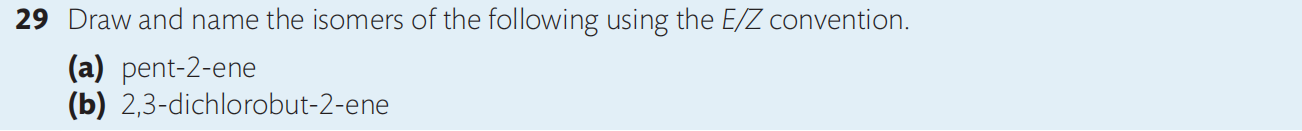 29 Draw and name the isomers of the following using the E/Z convention.
(a) pent-2-ene
(b) 2,3-dichlorobut-2-ene